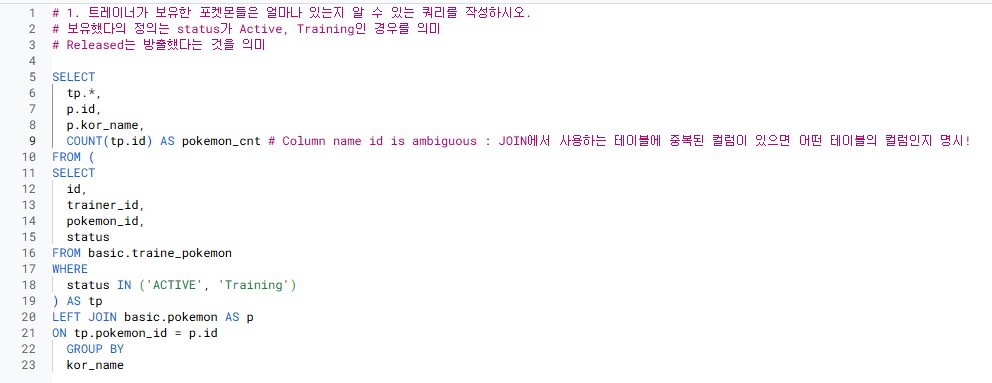 1 # 1. 트레이너가 보유한 포켓몬들은 얼마나 있는지 알 수 있는 쿼리를 작성하시오.
2 # 보유했다의 정의는 status가 Active, Training인 경우를 의미
3 # Released는 방출했다는 것을 의미
4
5 SELECT
6 tp.*,
7 p.id,
8 p.kor_name,
9 COUNT(tp.id) AS pokemon_cnt # Column name id is ambiguous : JOIN에서 사용하는 테이블에 중복된 컬럼이 있으면 어떤 테이블의 컬럼인지 명시!
10 FROM (
11 SELECT
12 id,
13 trainer_id,
14 pokemon_id,
15 status
16 FROM basic.traine_pokemon
17 WHERE
18 status IN ('ACTIVE', 'Training')
19 ) AS tp
20 LEFT JOIN basic.pokemon AS p
21 ON tp.pokemon_id = p.id
22 GROUP BY
23 kor_name